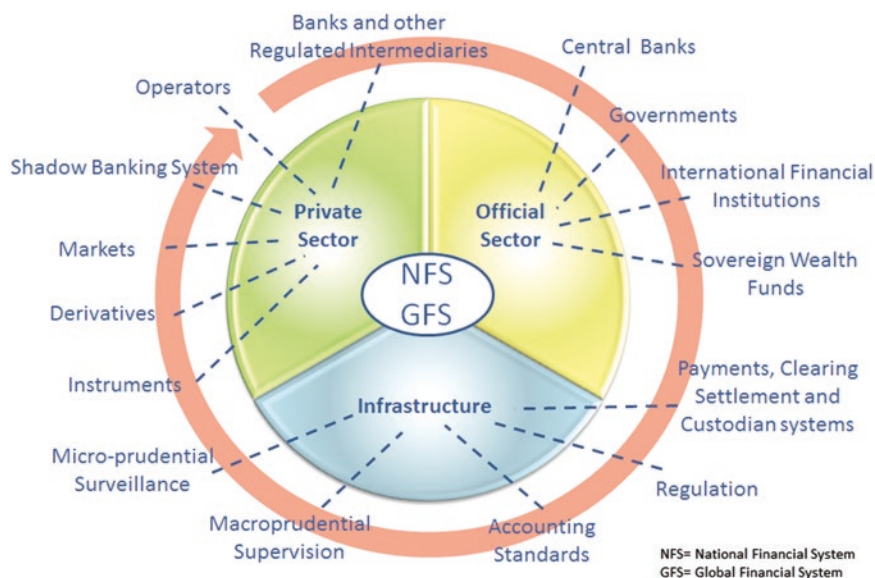 Banks and other
Regulated Intermediaries
Central Banks
Operators
Governments
Shadow Banking System
International Financial
Institutions
Private
Sector
Official
Sector
Markets
Sovereign Wealth
Funds
NFS
GFS
Derivatives
Instruments
Payments, Clearing
Settlement and
Custodian systems
Infrastructure
Micro-prudential
Surveillance
Regulation
Macroprudential
Supervision
Accounting
Standards
NFS= National Financial System
GFS= Global Financial System